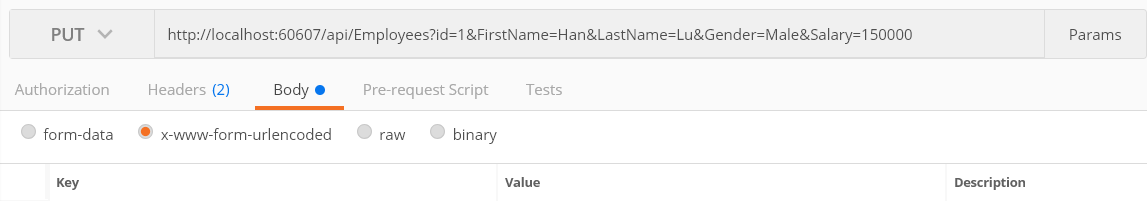 PUT http://localhost:60607/api/Employees?id=1&FirstName=Han&LastName=Lu&Gender=Male&Salary=150000 Params
Authorization Headers (2) Body Pre-request Script Tests
form-data x-www-form-urlencoded raw binary
Key Value Description